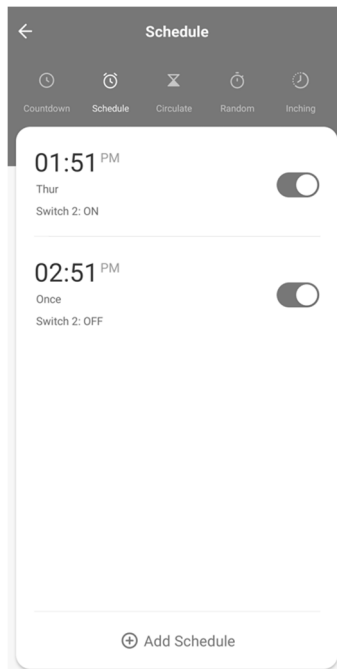 Schedule
Countdown Schedule Circulate Random Inching
01:51 PM
Thur
Switch 2: ON
02:51 PM
Once
Switch 2: OFF
Add Schedule